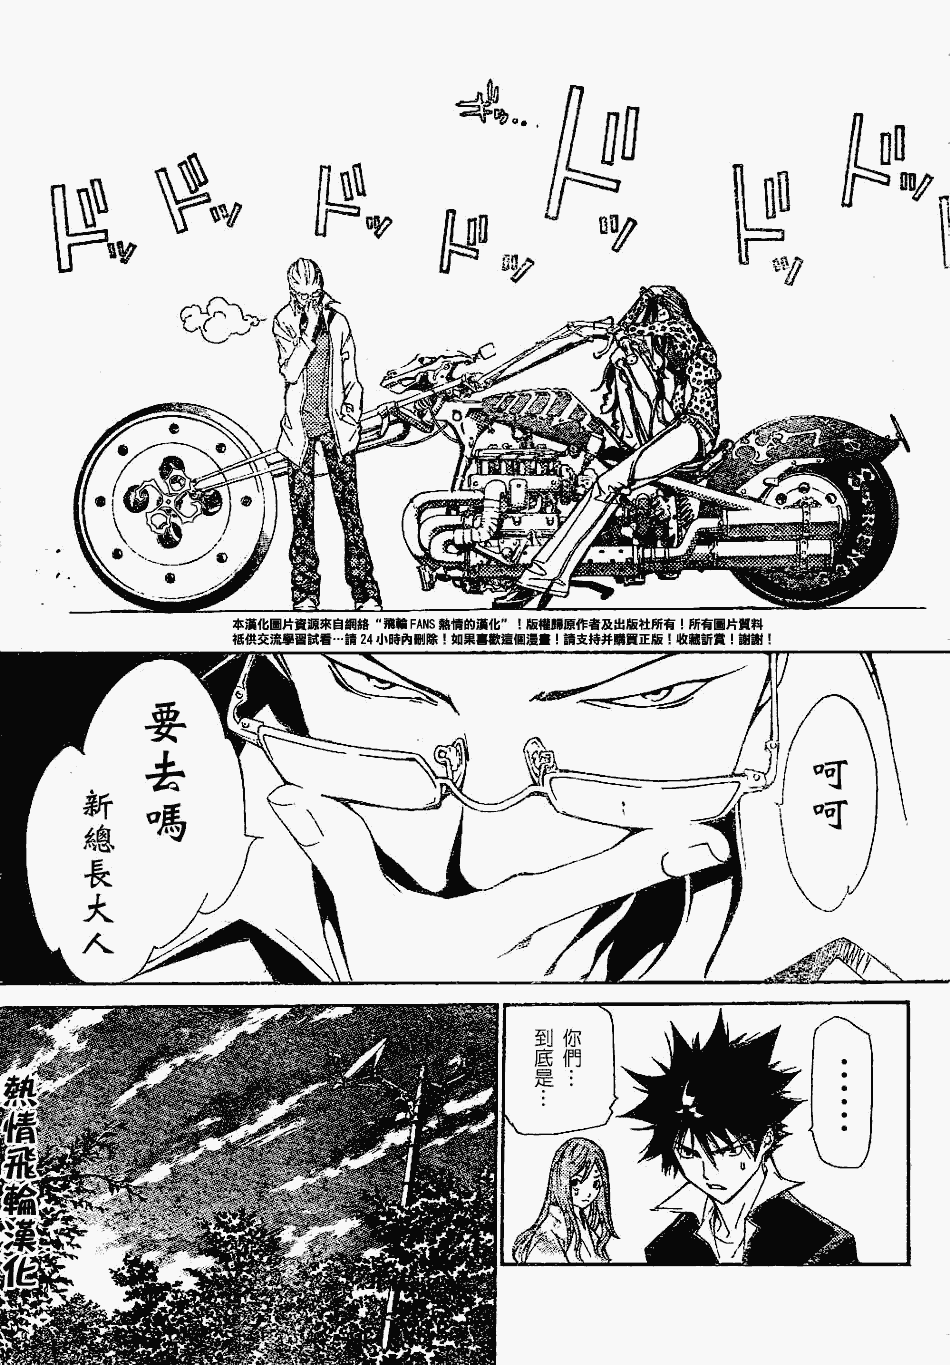 ギッ...
ドッ
ドッ
ドッ
ドッ
ドッ
ドッ
ドッ
本漢化圖片資源來自網絡“飛輪FANS熱情的漢化”！版權歸原作者及出版社所有！所有圖片質料
祇供交流學習試看…請24小時內刪除！如果喜歡這個漫畫！請支持并購買正版！收藏訢賞！謝謝！
呵呵
要去嗎
新總長大人
‥‥‥
你們…
到底是…
熱情飛輪漢化